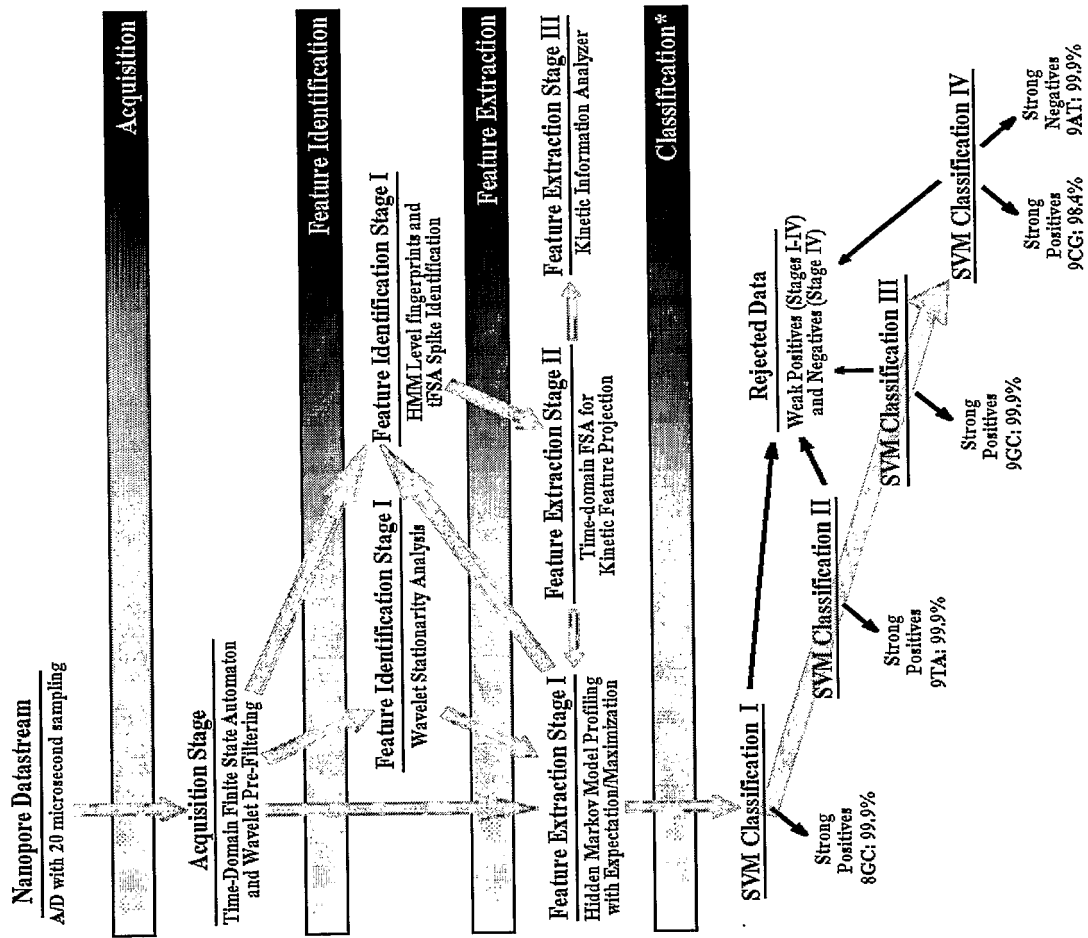 Nanopore Datastream
A/D with 20 microsecond sampling
Acquisition
Acquisition Stage
Time-Domain Finite State Automaton
and Wavelet Pre-Filtering
Feature Identification
Feature Identification Stage I
Wavelet Stationarity Analysis
Feature Identification Stage I
HMM Level fingerprints and
tFSA Spike Identification
Feature Extraction
Feature Extraction Stage I
Hidden Markov Model Profiling
with Expectation/Maximization
Feature Extraction Stage II
Time-domain FSA for
Kinetic Feature Projection
Feature Extraction Stage III
Kinetic Information Analyzer
Classification*
SVM Classification I
Strong
Positives
8GC: 99.9%
SVM Classification II
Strong
Positives
9TA: 99.9%
Rejected Data
Weak Positives (Stages I-IV)
and Negatives (Stage IV)
SVM Classification III
Strong
Positives
9GC: 99.9%
SVM Classification IV
Strong
Positives
9CG: 98.4%
Strong
Negatives
9AT: 99.9%